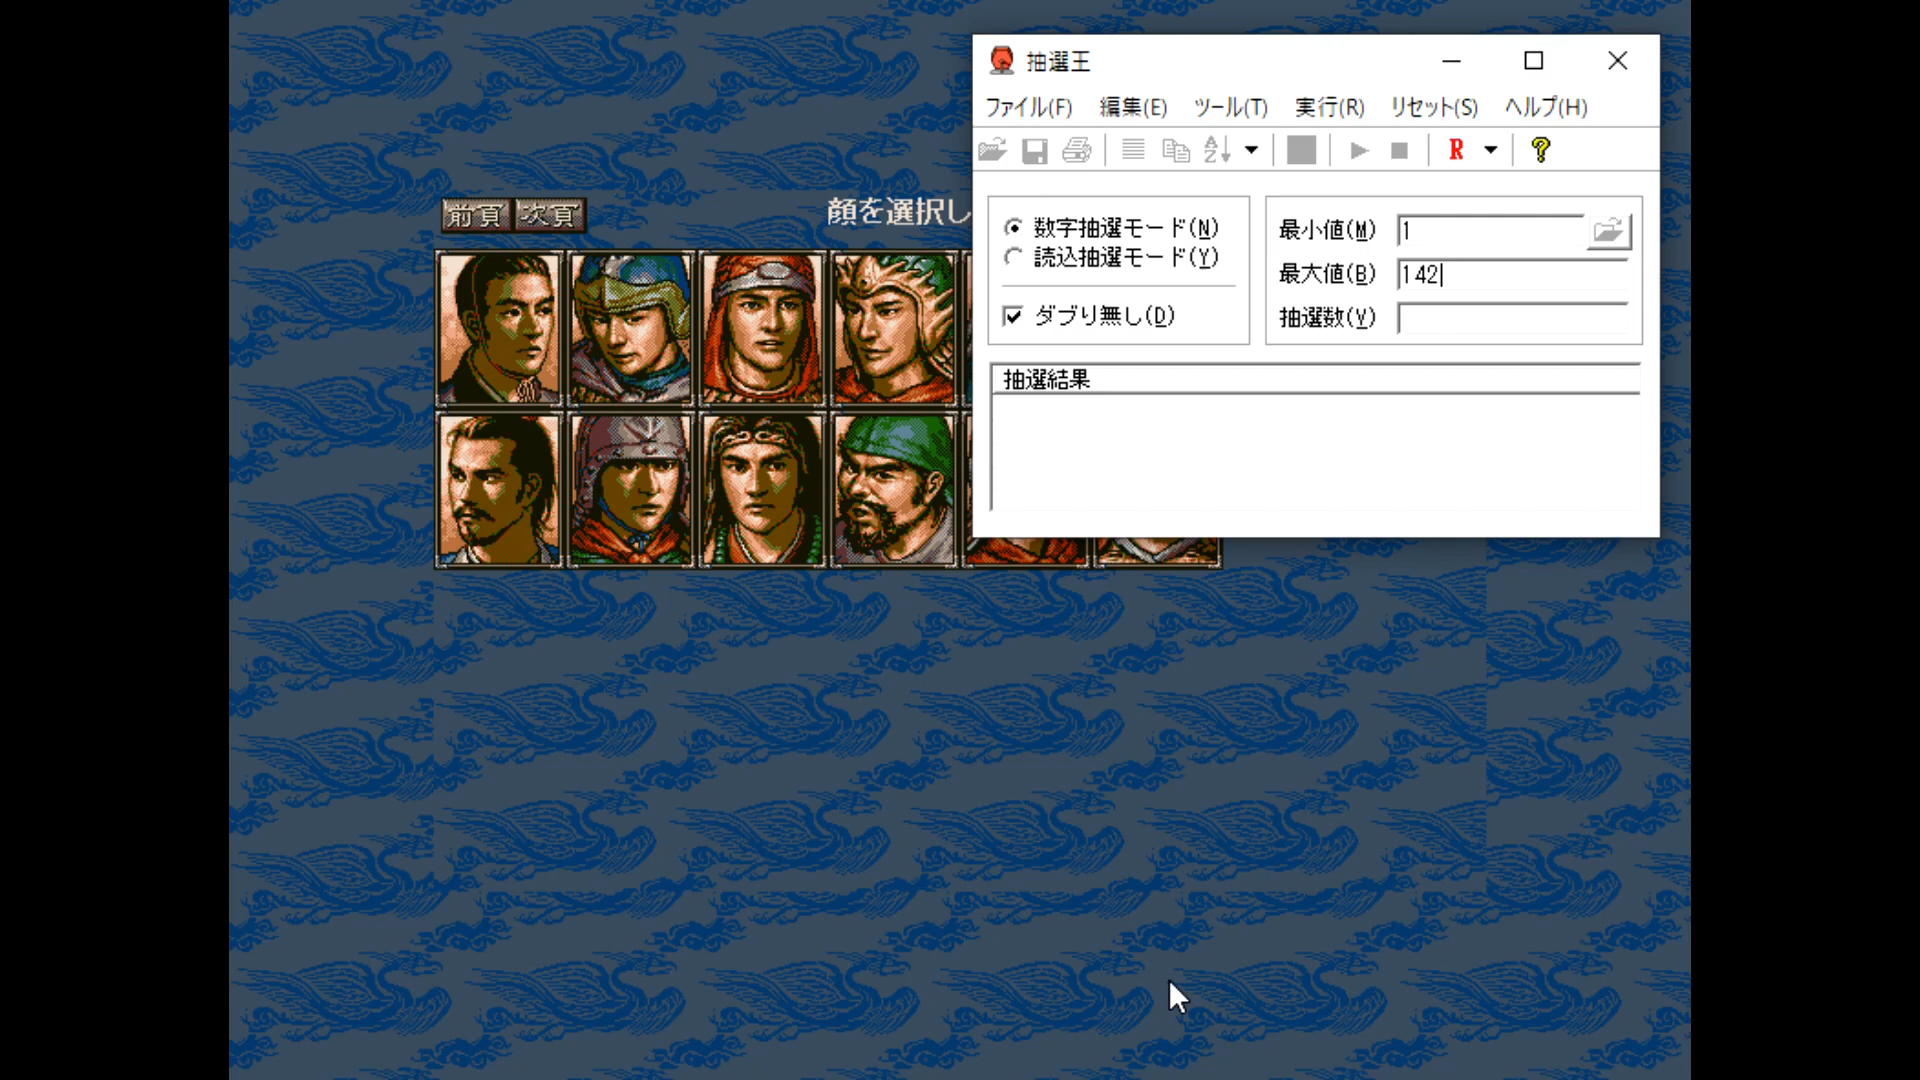 抽選王
ファイル(F) 編集(E) ツール(T) 実行(R) リセット(S) ヘルプ(H)
A Z R ?
数字抽選モード(N)
読込抽選モード(Y)
ダブり無し(D)
最小値(M) 1
最大値(B) 142
抽選数(V)
抽選結果
前頁 次頁
顔を選択し